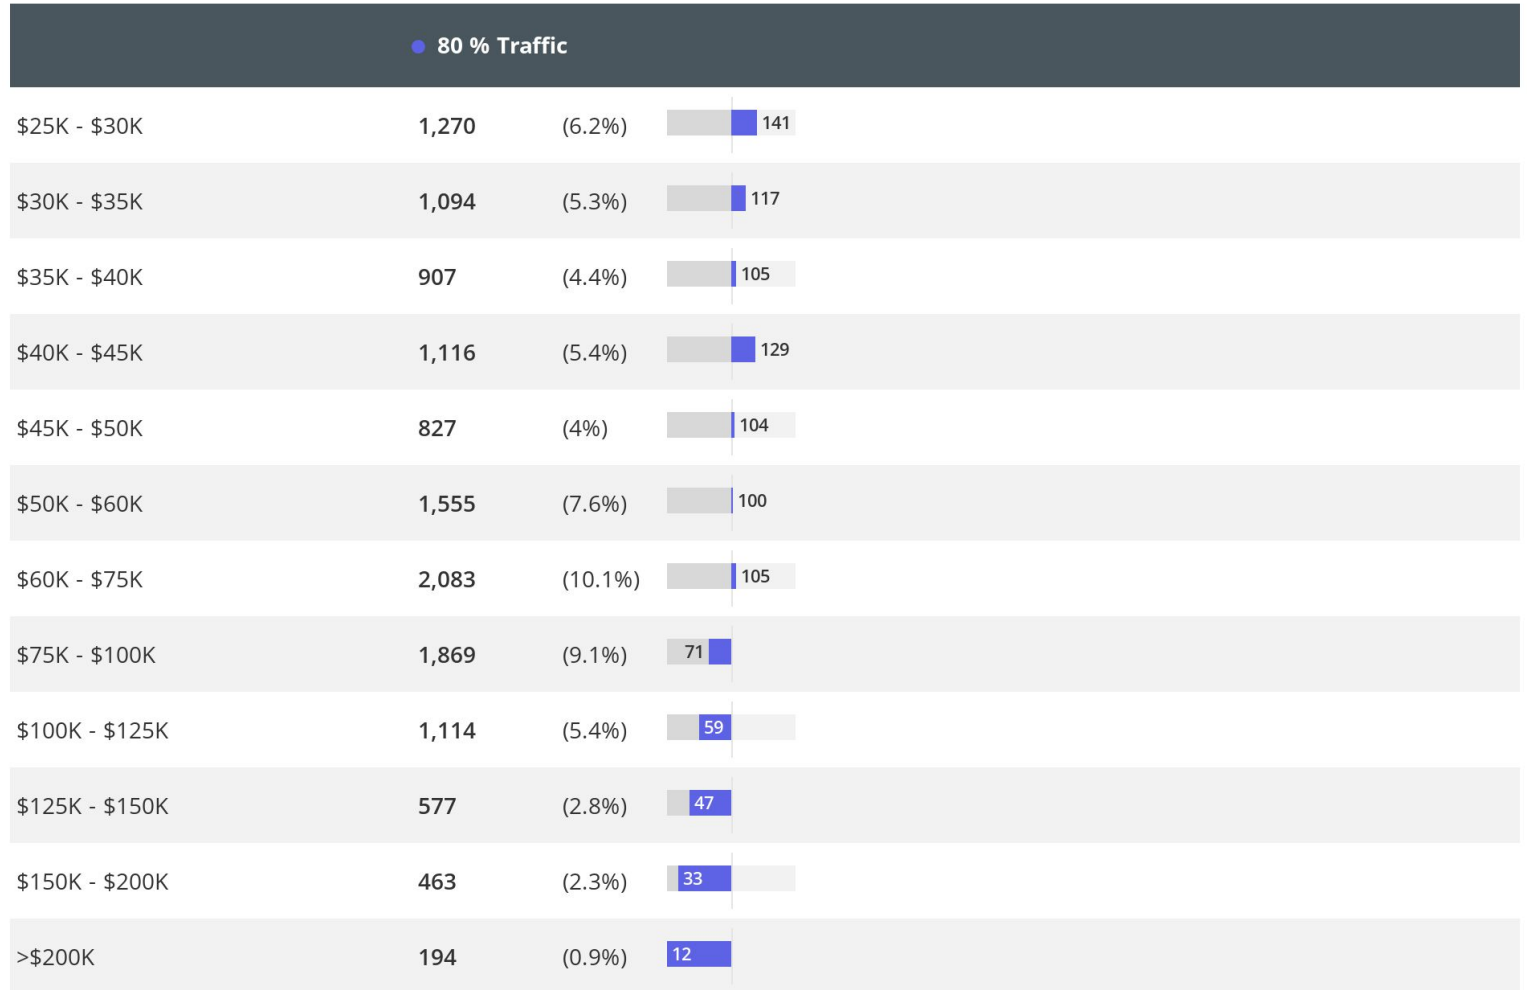 80 % Traffic
$25K - $30K 1,270 (6.2%) 141
$30K - $35K 1,094 (5.3%) 117
$35K - $40K 907 (4.4%) 105
$40K - $45K 1,116 (5.4%) 129
$45K - $50K 827 (4%) 104
$50K - $60K 1,555 (7.6%) 100
$60K - $75K 2,083 (10.1%) 105
$75K - $100K 1,869 (9.1%) 71
$100K - $125K 1,114 (5.4%) 59
$125K - $150K 577 (2.8%) 47
$150K - $200K 463 (2.3%) 33
>$200K 194 (0.9%) 12